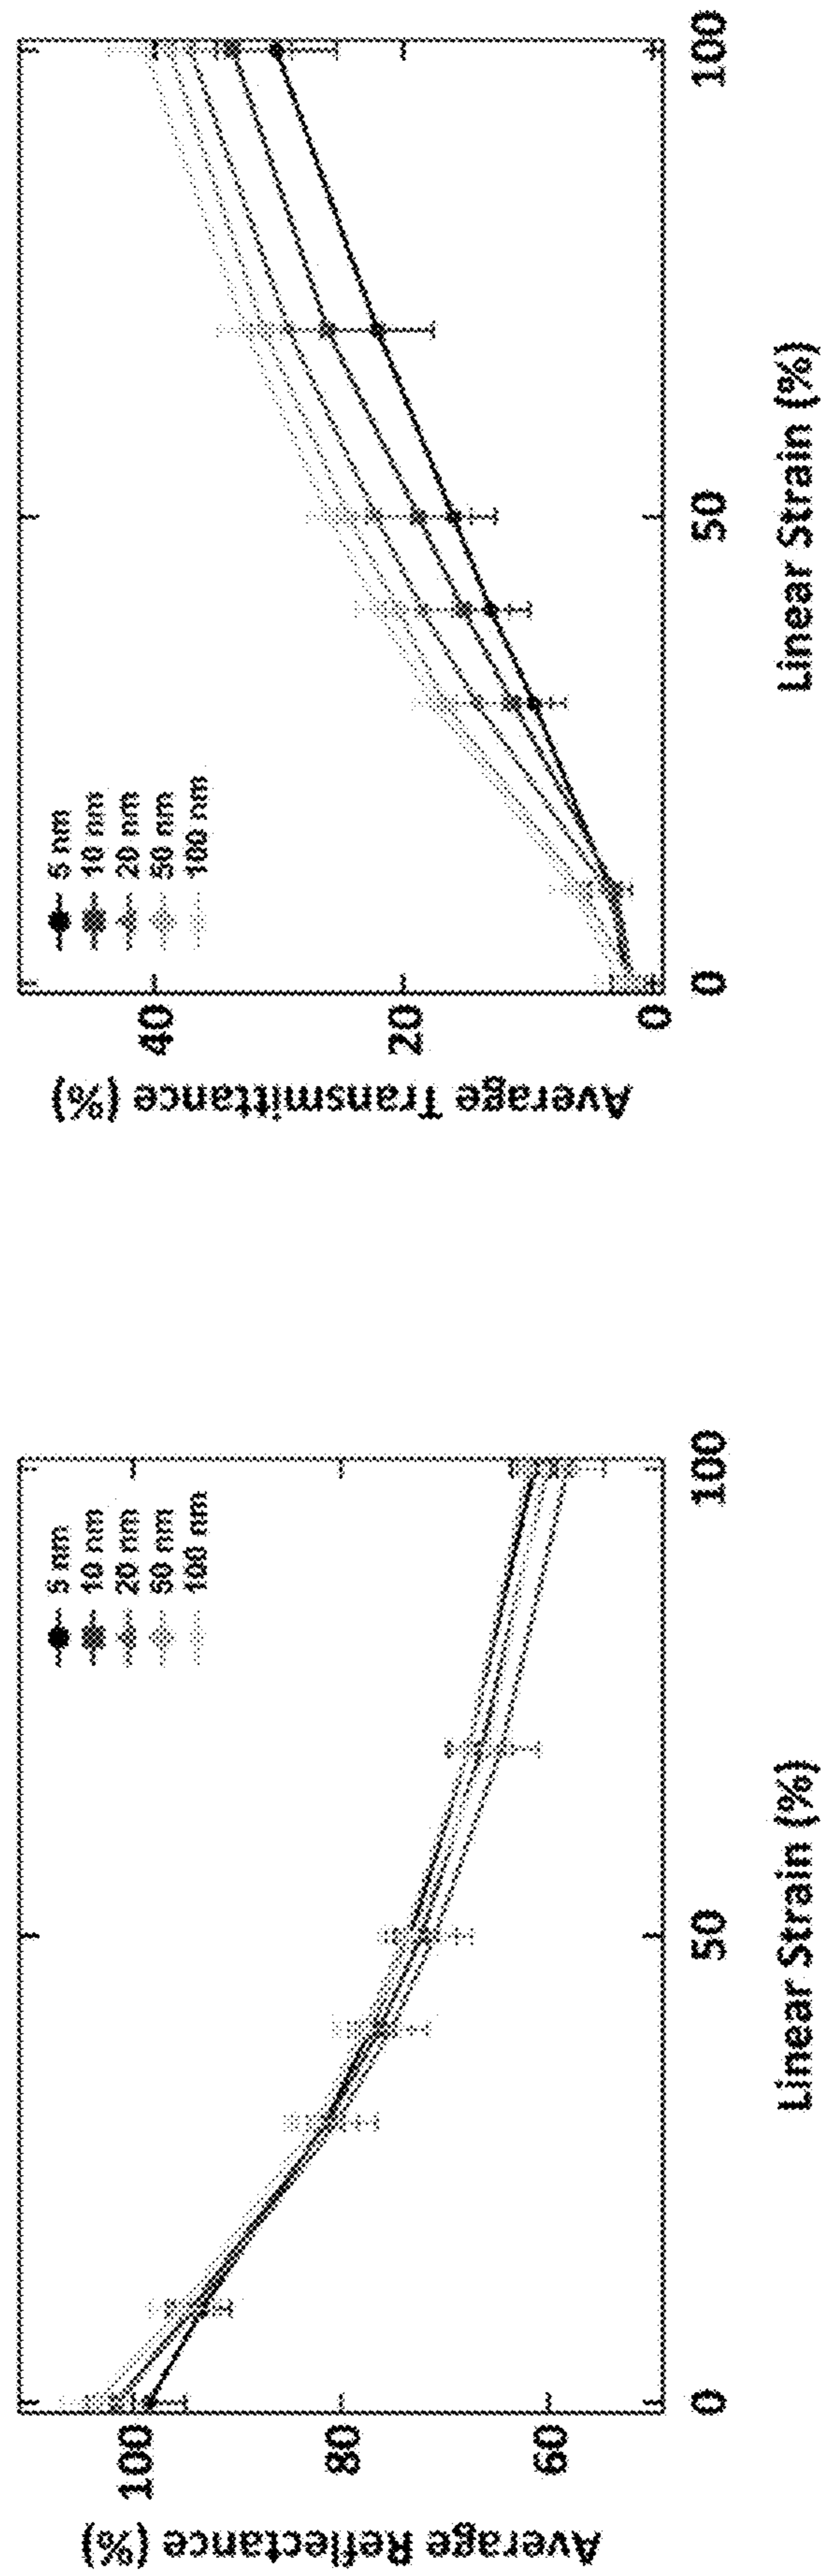 Average Reflectance (%)
100
80
60
0
50
100
Linear Strain (%)
5 nm
10 nm
20 nm
50 nm
100 nm
Average Transmittance (%)
40
20
0
0
50
100
Linear Strain (%)
5 nm
10 nm
20 nm
50 nm
100 nm